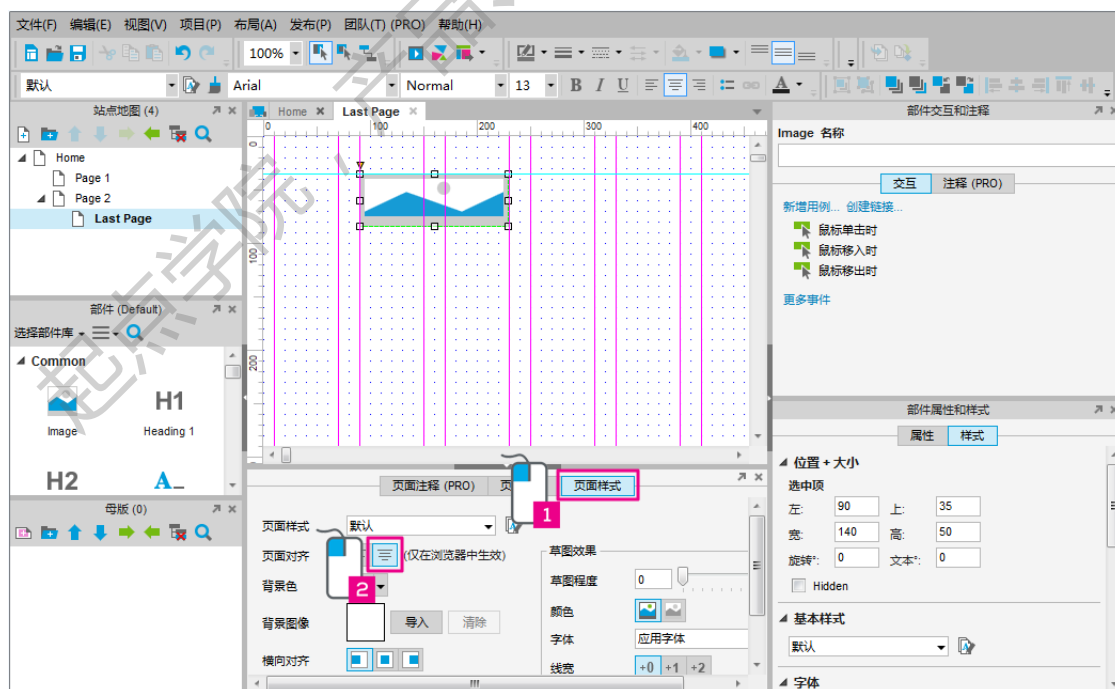 文件(F) 编辑(E) 视图(V) 项目(P) 布局(A) 发布(P) 团队(T) (PRO) 帮助(H)
100%
默认 Arial Normal 13 B I U A
站点地图 (4)
Home
Page 1
Page 2
Last Page
部件 (Default)
选择部件库
Common
Image
H1
Heading 1
H2
A_
母版 (0)
Home Last Page
0 100 200 300 400
0
100
200
页面注释 (PRO) 页 页面样式
1
页面样式 默认
页面对齐 (仅在浏览器中生效)
2
背景色
背景图像 导入 清除
横向对齐
草图效果
草图程度 0
颜色
字体 应用字体
线宽 +0 +1 +2
部件交互和注释
Image 名称
交互 注释 (PRO)
新增用例... 创建链接...
鼠标单击时
鼠标移入时
鼠标移出时
更多事件
部件属性和样式
属性 样式
位置 + 大小
选中项
左: 90 上: 35
宽: 140 高: 50
旋转°: 0 文本°: 0
Hidden
基本样式
默认
字体
起点学院,产品